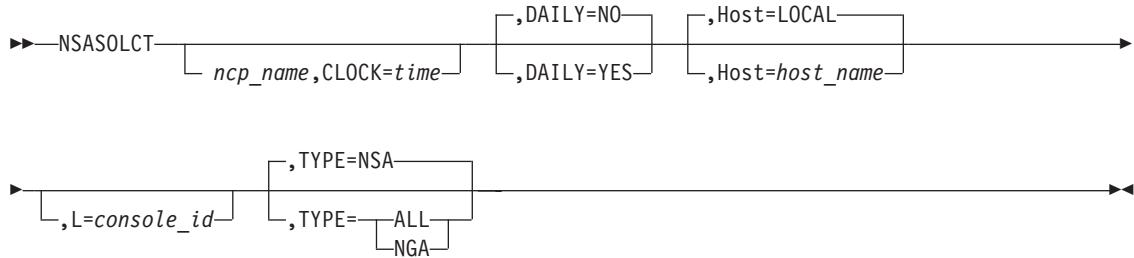 ,DAILY=NO ,Host=LOCAL
NSASOLCT
ncp_name,CLOCK=time ,DAILY=YES ,Host=host_name
,TYPE=NSA
,L=console_id ,TYPE= ALL
NGA